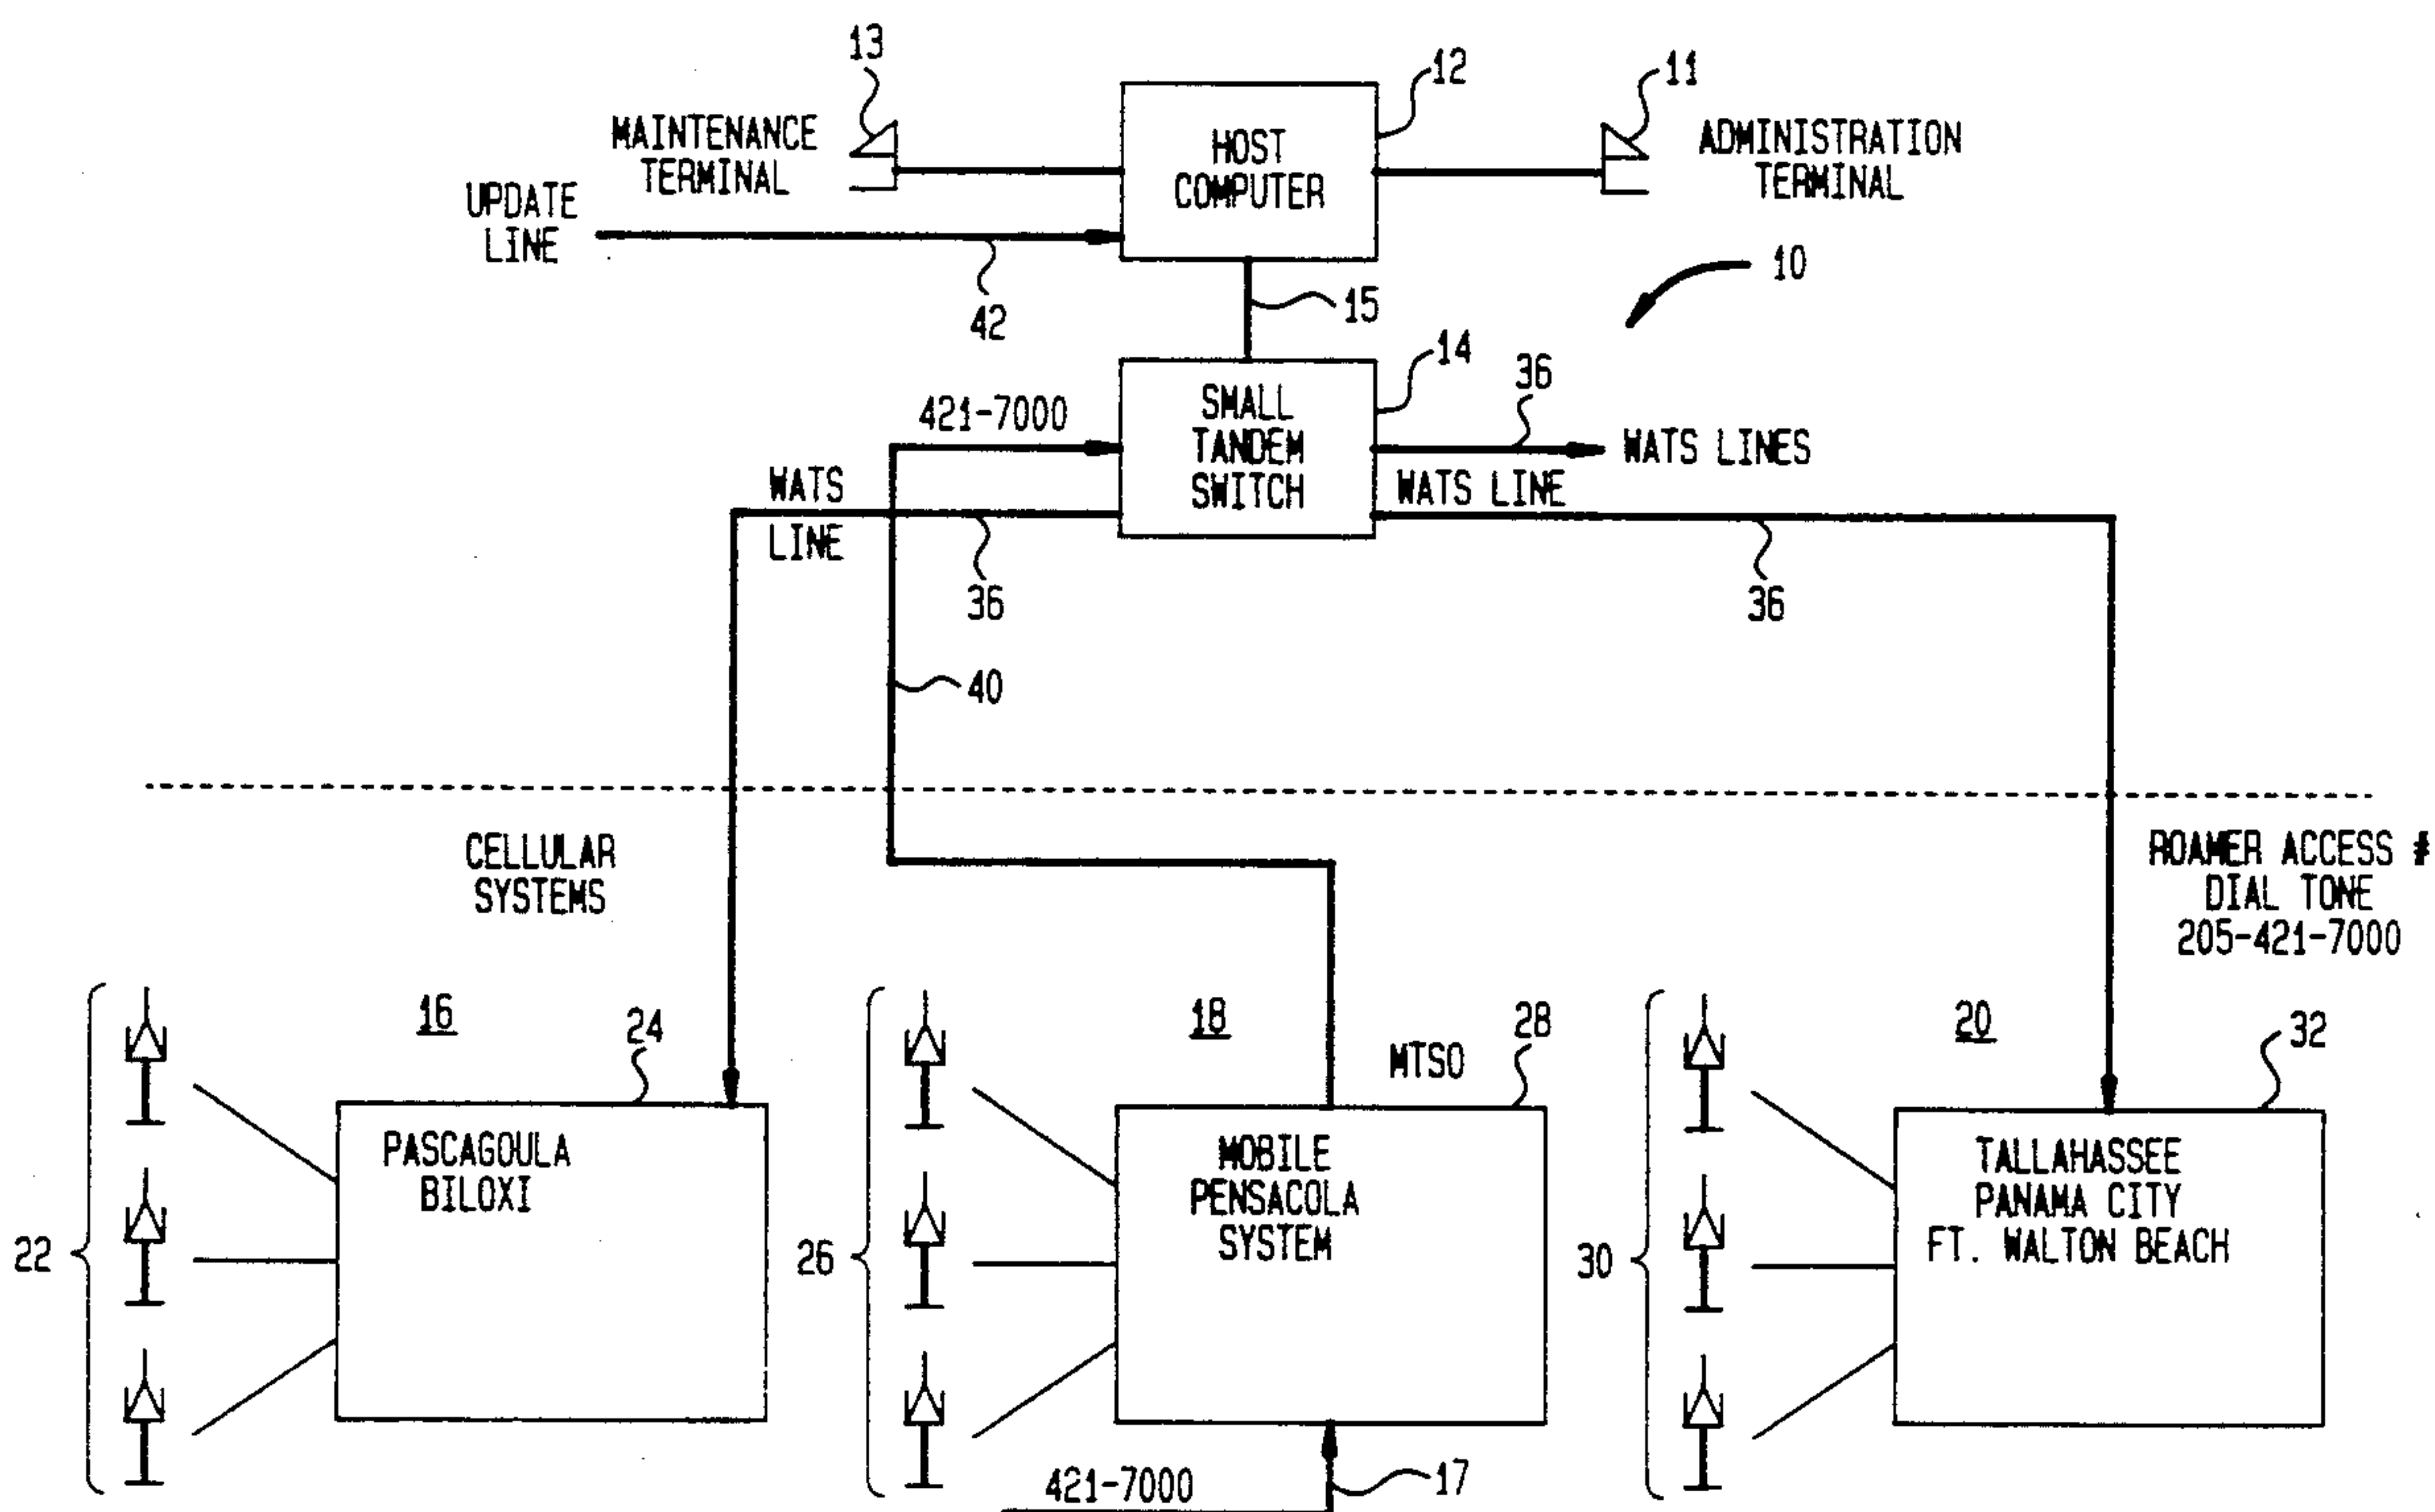 13
12
11
MAINTENANCE
TERMINAL
HOST
COMPUTER
ADMINISTRATION
TERMINAL
UPDATE
LINE
10
42
15
14
36
421-7000
SMALL
TANDEM
SWITCH
WATS LINES
WATS
LINE
WATS LINE
36
36
40
CELLULAR
SYSTEMS
ROAMER ACCESS #
DIAL TONE
205-421-7000
16
24
18
28
MTSO
20
32
PASCAGOULA
BILOXI
MOBILE
PENSACOLA
SYSTEM
TALLAHASSEE
PANAMA CITY
FT. WALTON BEACH
22
26
30
421-7000
17